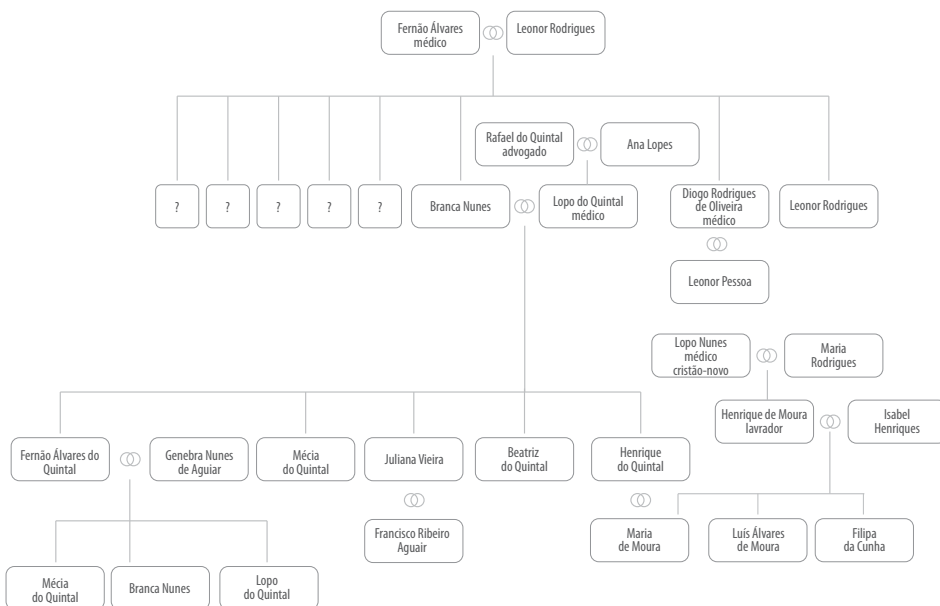 Fernão Álvares
médico
Leonor Rodrigues
Rafael do Quintal
advogado
Ana Lopes
?
?
?
?
?
Branca Nunes
Lopo do Quintal
médico
Diogo Rodrigues
de Oliveira
médico
Leonor Rodrigues
Leonor Pessoa
Lopo Nunes
médico
cristão-novo
Maria
Rodrigues
Henrique de Moura
lavrador
Isabel
Henriques
Fernão Álvares do
Quintal
Genebra Nunes
de Aguiar
Mécia
do Quintal
Juliana Vieira
Beatriz
do Quintal
Henrique
do Quintal
Francisco Ribeiro
Aguair
Maria
de Moura
Luís Álvares
de Moura
Filipa
da Cunha
Mécia
do Quintal
Branca Nunes
Lopo
do Quintal